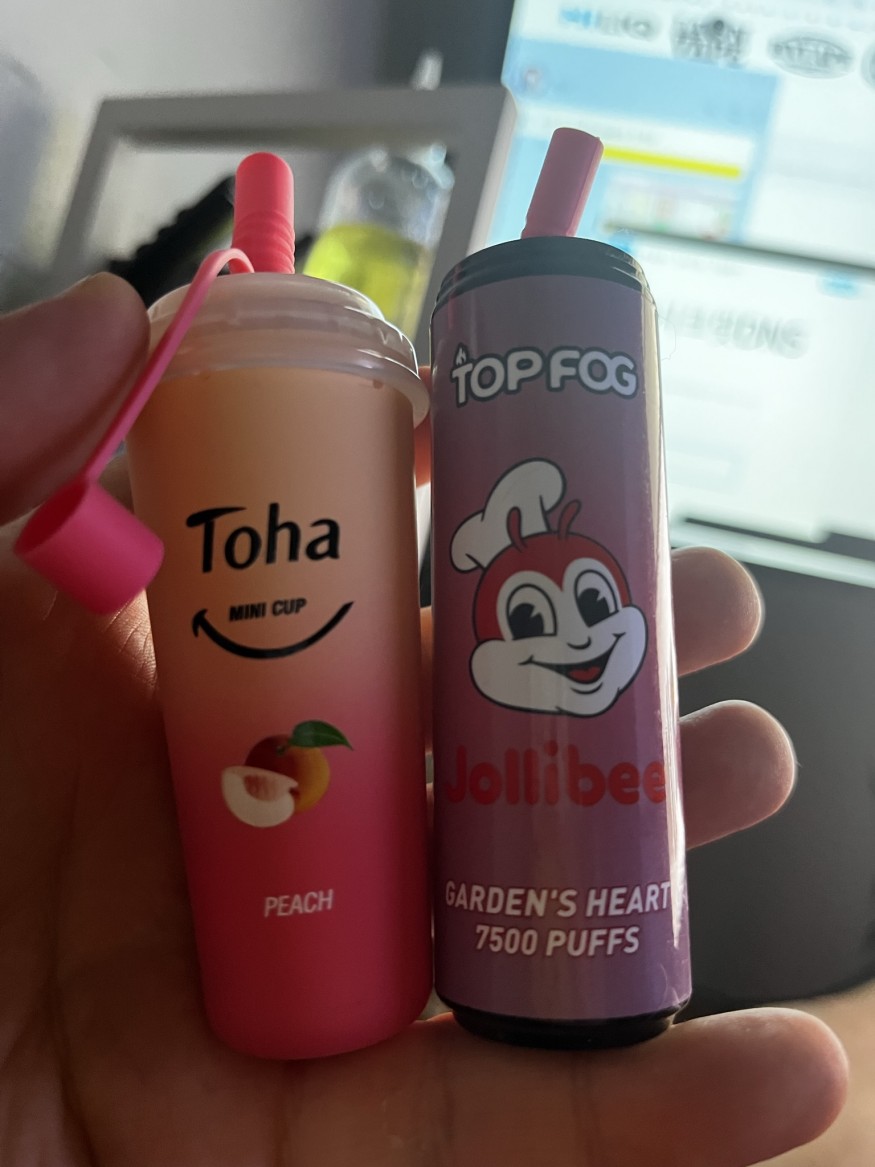 Toha
MINI CUP
PEACH
TOP FOG
Jollibee
GARDEN'S HEART
7500 PUFFS